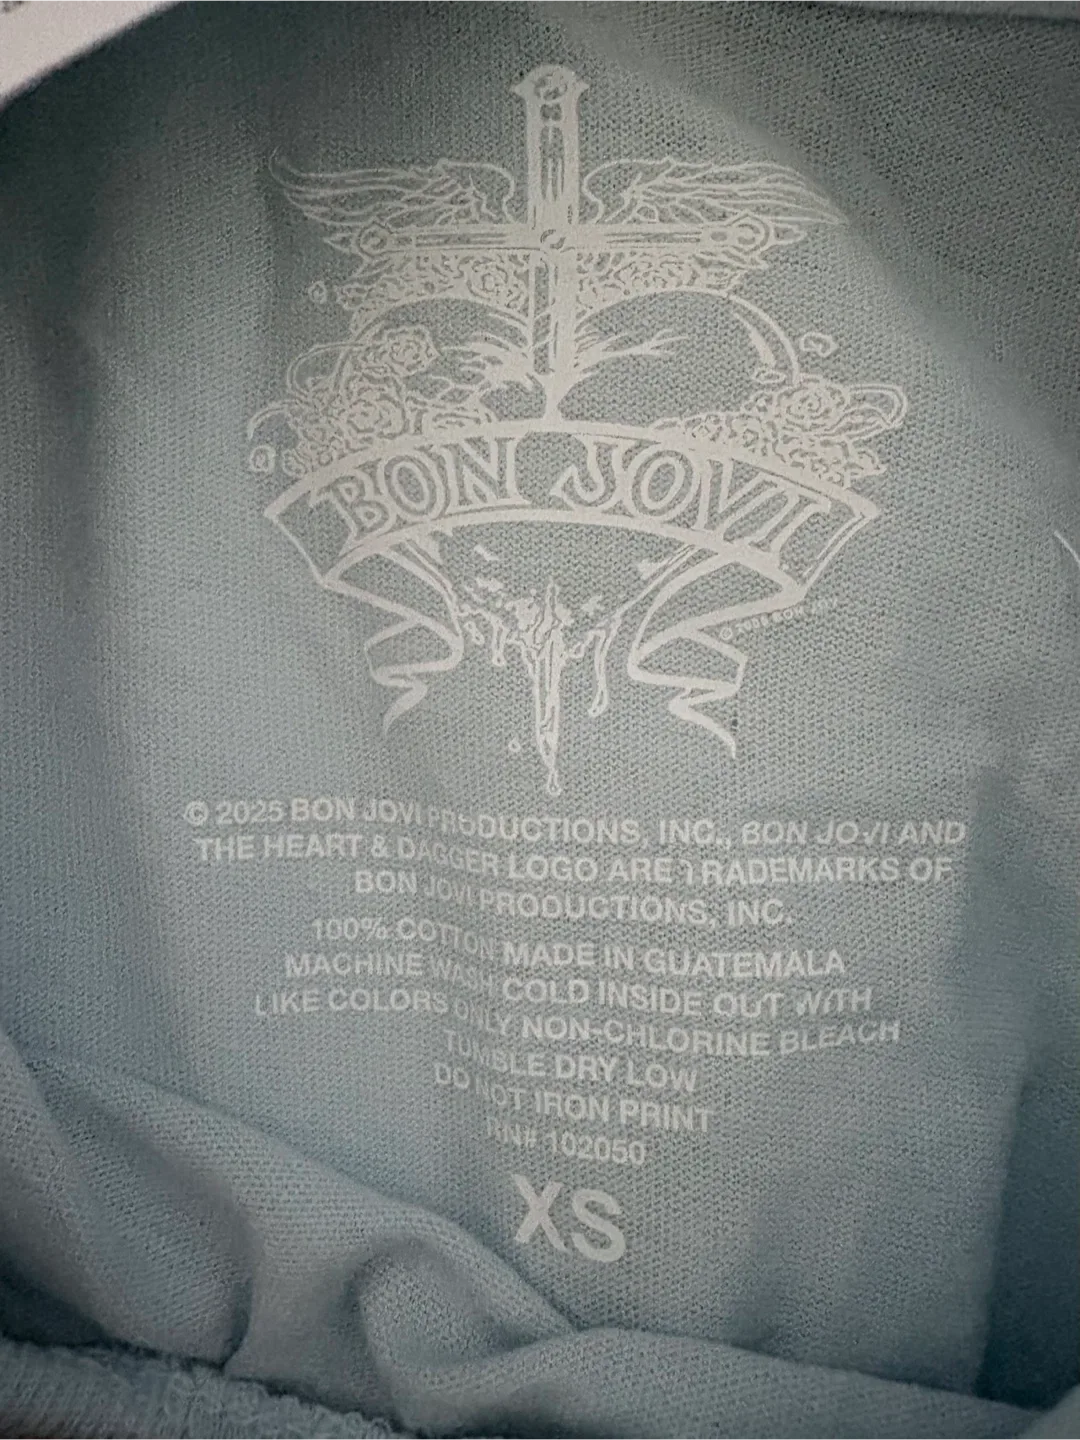 BON JOVI
© 2025 BON JOVI PRODUCTIONS, INC., BON JOVI AND
THE HEART & DAGGER LOGO ARE TRADEMARKS OF
BON JOVI PRODUCTIONS, INC.
100% COTTON MADE IN GUATEMALA
MACHINE WASH COLD INSIDE OUT WITH
LIKE COLORS ONLY NON-CHLORINE BLEACH
TUMBLE DRY LOW
DO NOT IRON PRINT
RN# 102050
XS